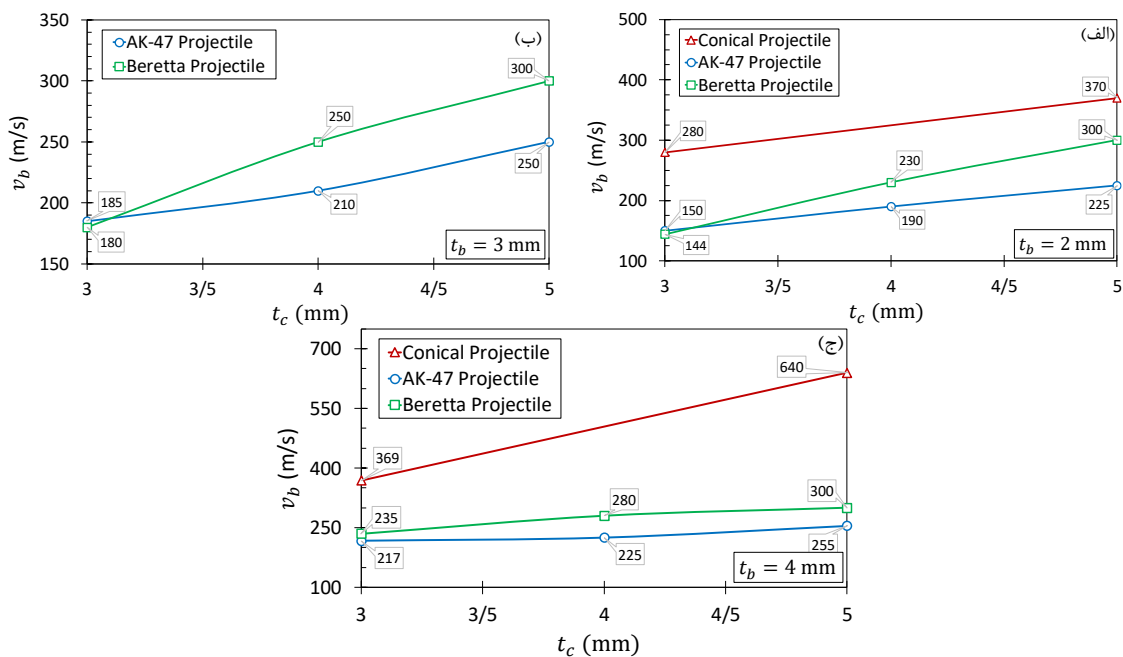 (ب)
AK-47 Projectile
Beretta Projectile
350
300
250
200
150
v_b (m/s)
300
250
250
210
185
180
t_b = 3 mm
3 3/5 4 4/5 5
t_c (mm)
(الف)
Conical Projectile
AK-47 Projectile
Beretta Projectile
500
400
300
200
100
v_b (m/s)
370
280
300
230
225
190
150
144
t_b = 2 mm
3 3/5 4 4/5 5
t_c (mm)
(ج)
Conical Projectile
AK-47 Projectile
Beretta Projectile
700
550
400
250
100
v_b (m/s)
640
369
300
280
235
217
225
255
t_b = 4 mm
3 3/5 4 4/5 5
t_c (mm)